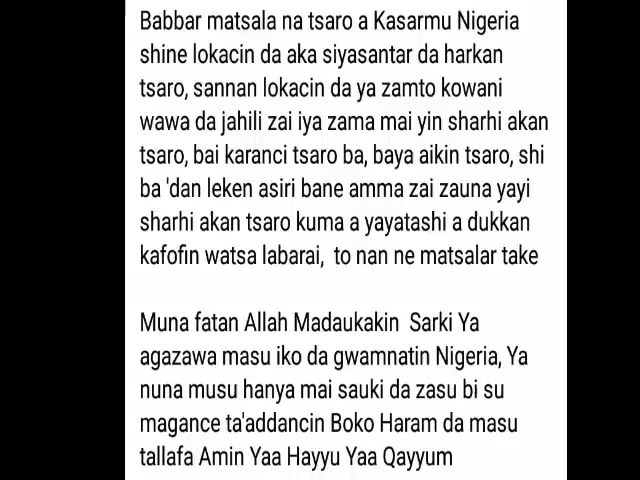 Babbar matsala na tsaro a Kasarmu Nigeria
shine lokacin da aka siyasantar da harkan
tsaro, sannan lokacin da ya zamto kowani
wawa da jahili zai iya zama mai yin sharhi akan
tsaro, bai karanci tsaro ba, baya aikin tsaro, shi
ba 'dan leken asiri bane amma zai zauna yayi
sharhi akan tsaro kuma a yayatashi a dukkan
kafofin watsa labarai,  to nan ne matsalar take
Muna fatan Allah Madaukakin  Sarki Ya
agazawa masu iko da gwamnatin Nigeria, Ya
nuna musu hanya mai sauki da zasu bi su
magance ta'addancin Boko Haram da masu
tallafa Amin Yaa Hayyu Yaa Qayyum